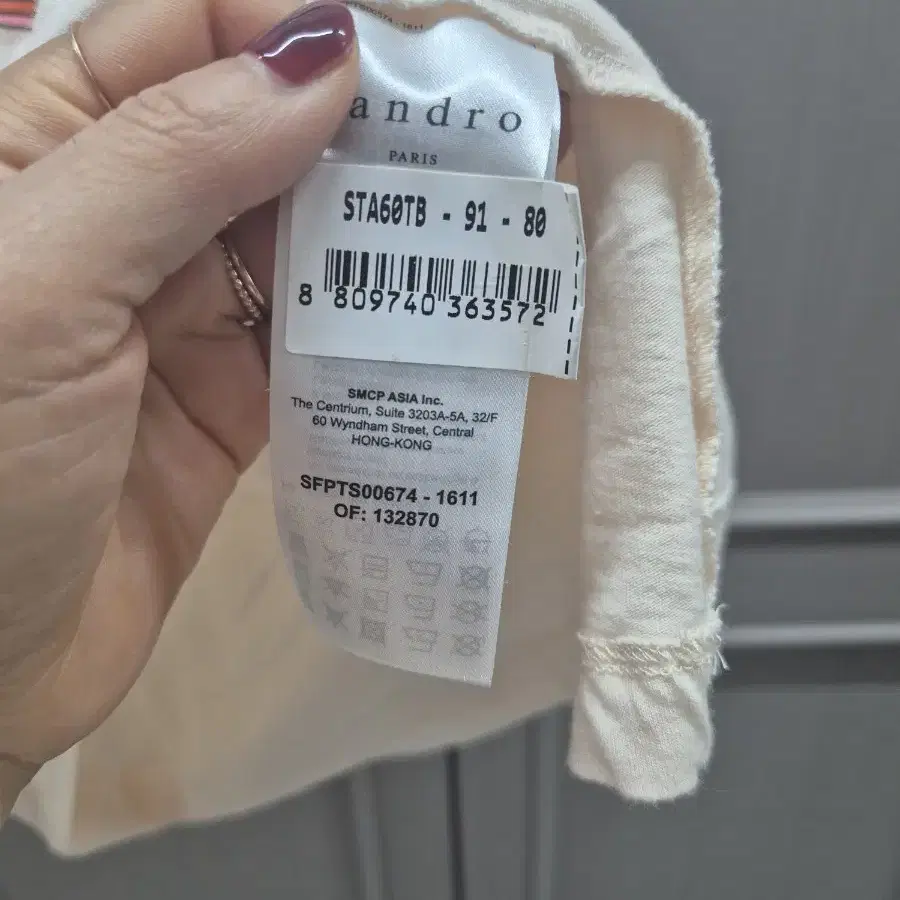 andro
PARIS
STA60TB - 91 - 80
8 809740 363572
SMCP ASIA Inc.
The Centrium, Suite 3203A-5A, 32/F
60 Wyndham Street, Central
HONG-KONG
SFPTS00674 - 1611
OF: 132870